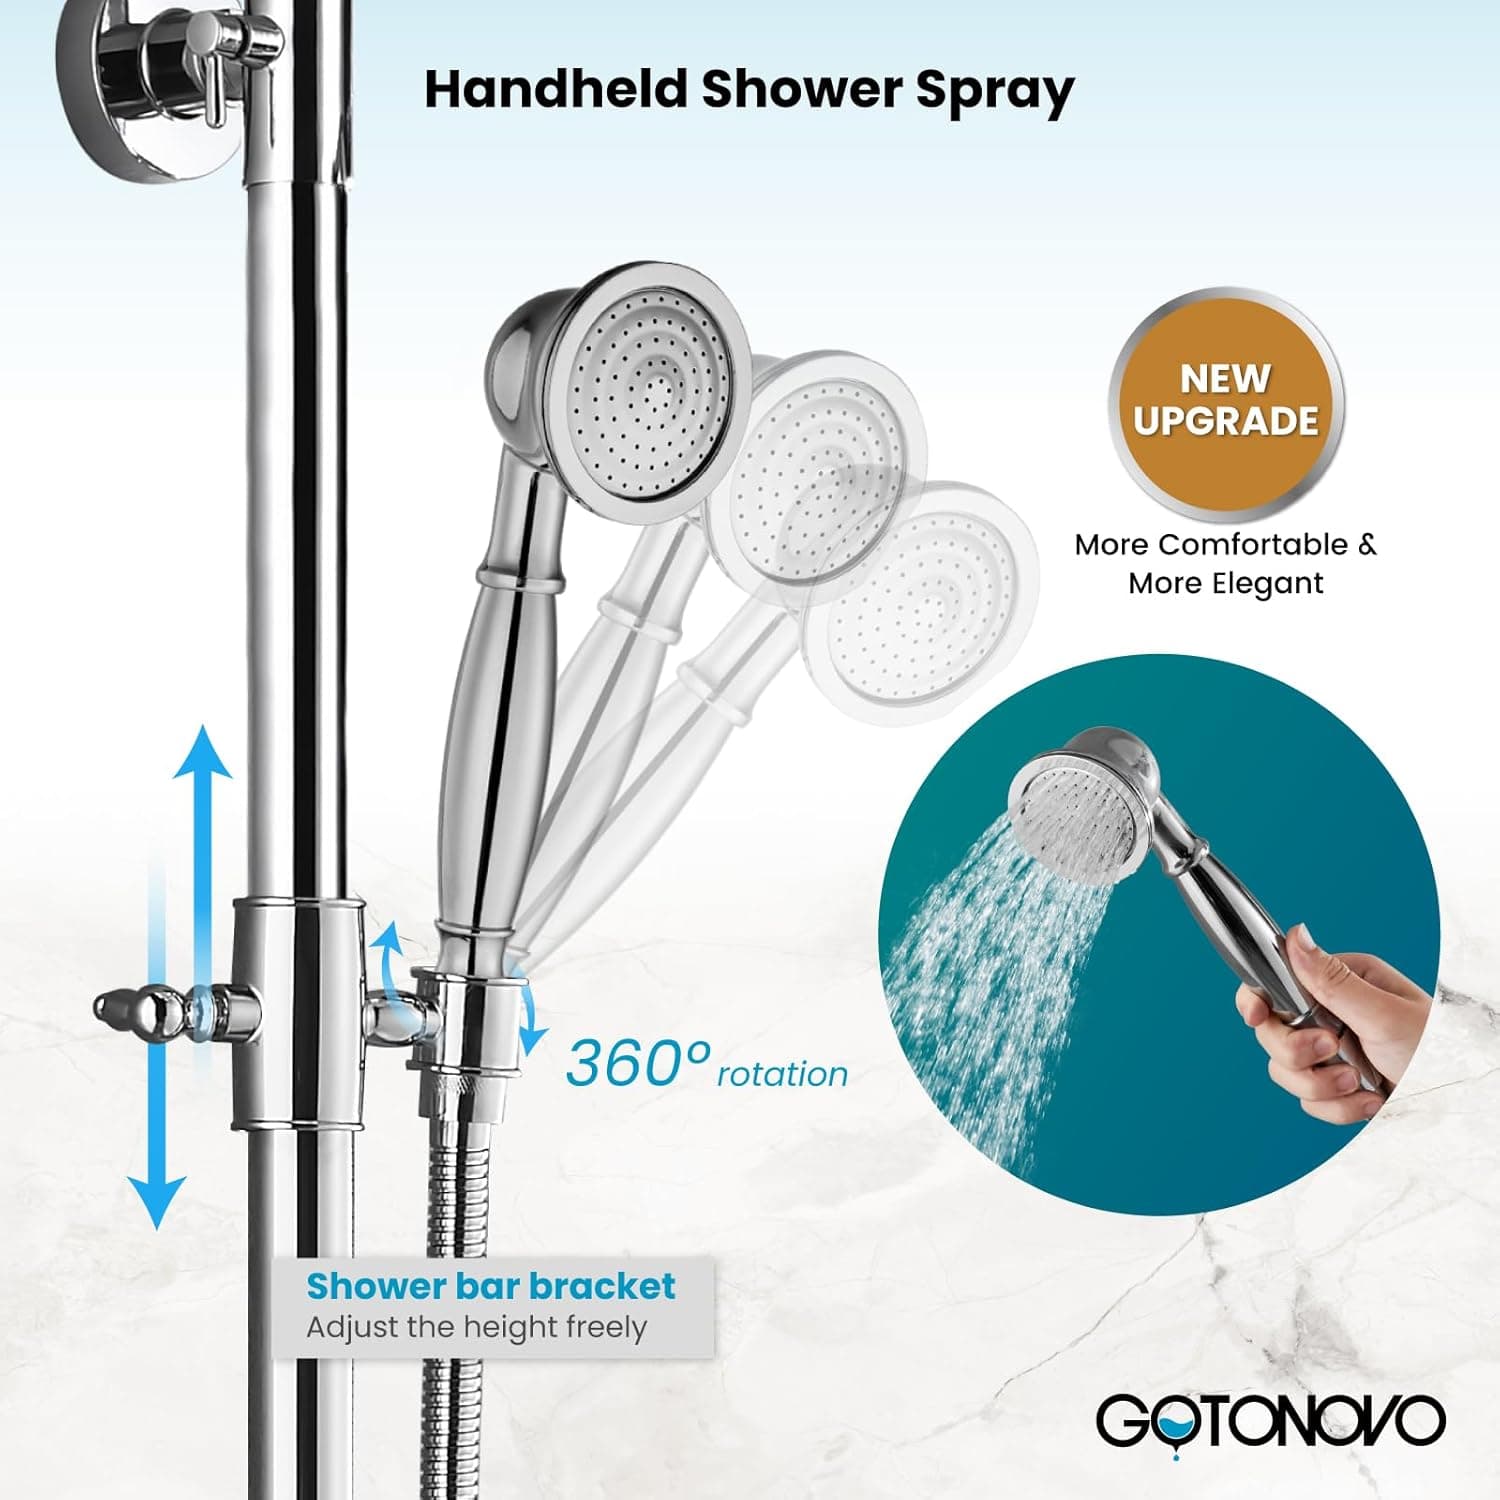 Handheld Shower Spray
NEW
UPGRADE
More Comfortable &
More Elegant
360° rotation
Shower bar bracket
Adjust the height freely
GOTONOVO